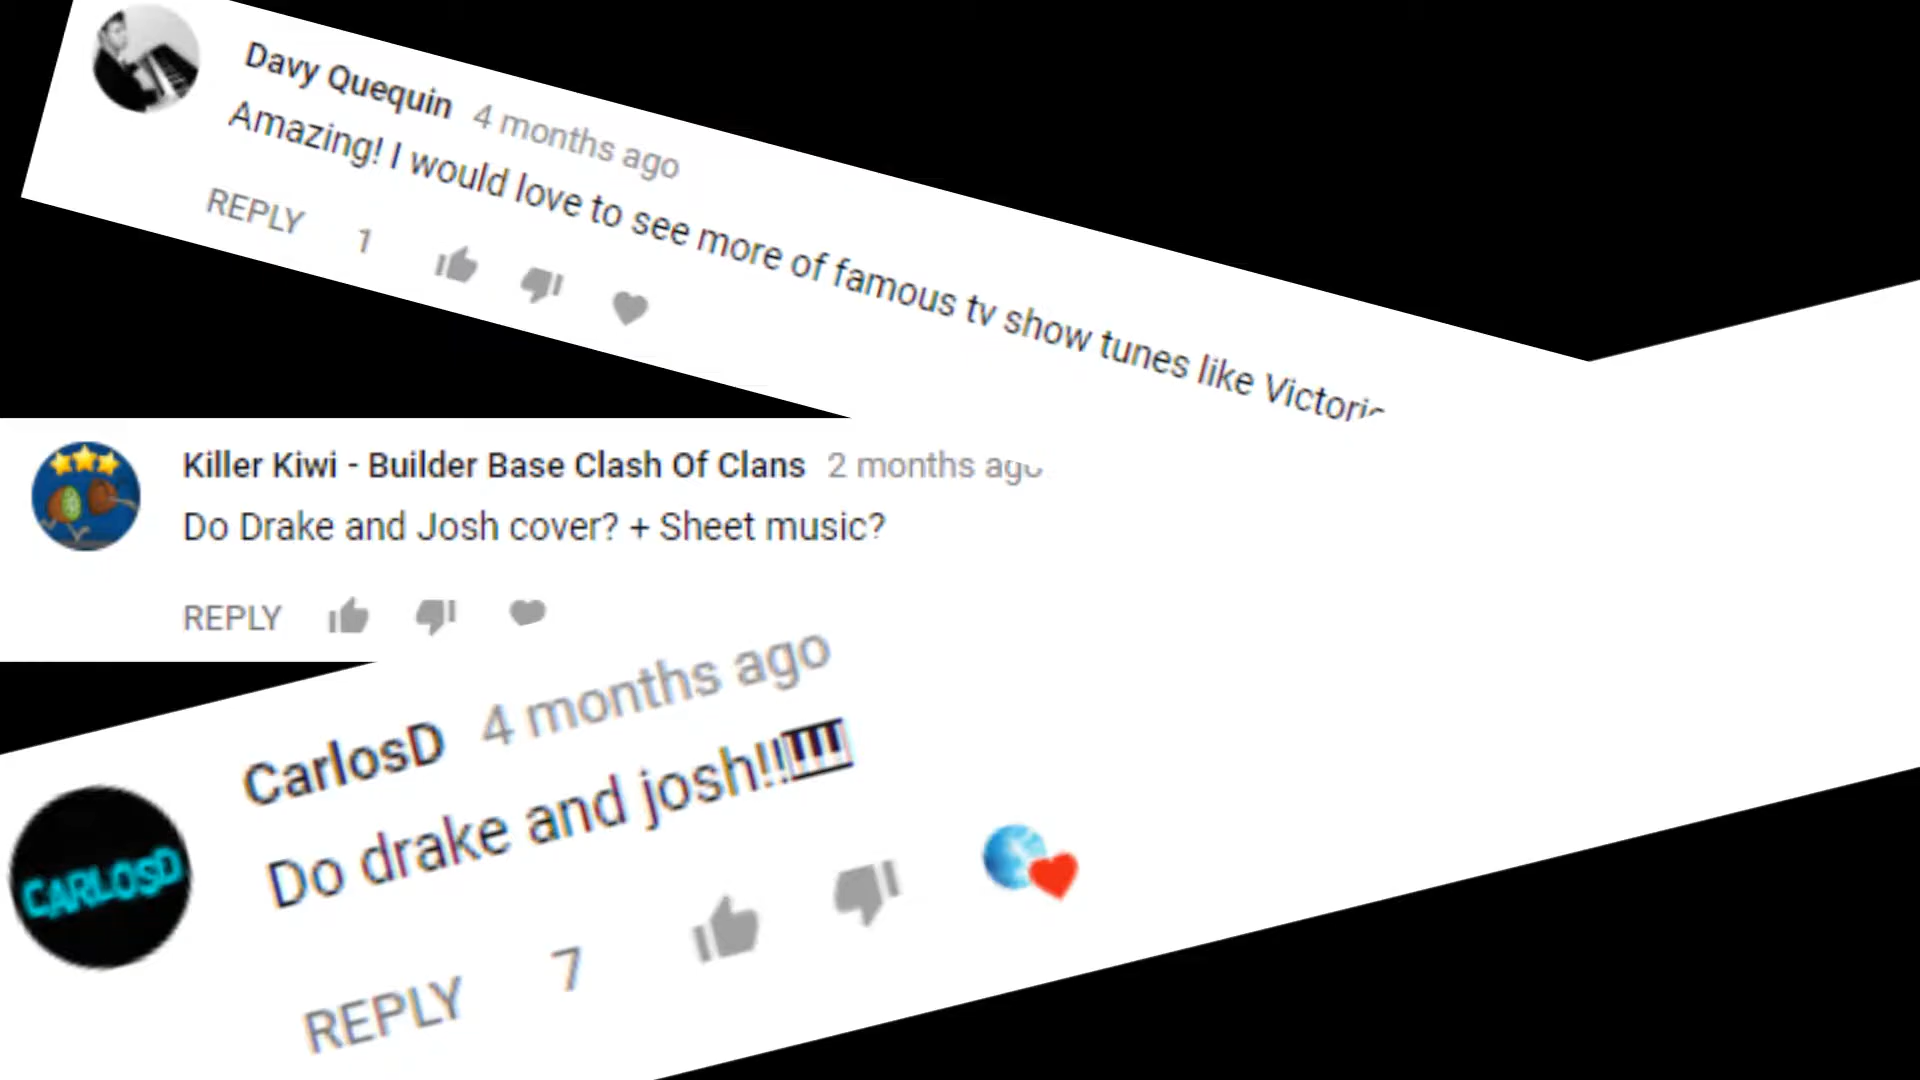 Davy Quequin 4 months ago
Amazing! I would love to see more of famous tv show tunes like
REPLY 1
Killer Kiwi - Builder Base Clash Of Clans 2 months ago
Do Drake and Josh cover? + Sheet music?
REPLY
CarlosD 4 months ago
Do drake and josh!!🎹
CARLOSD
REPLY 7